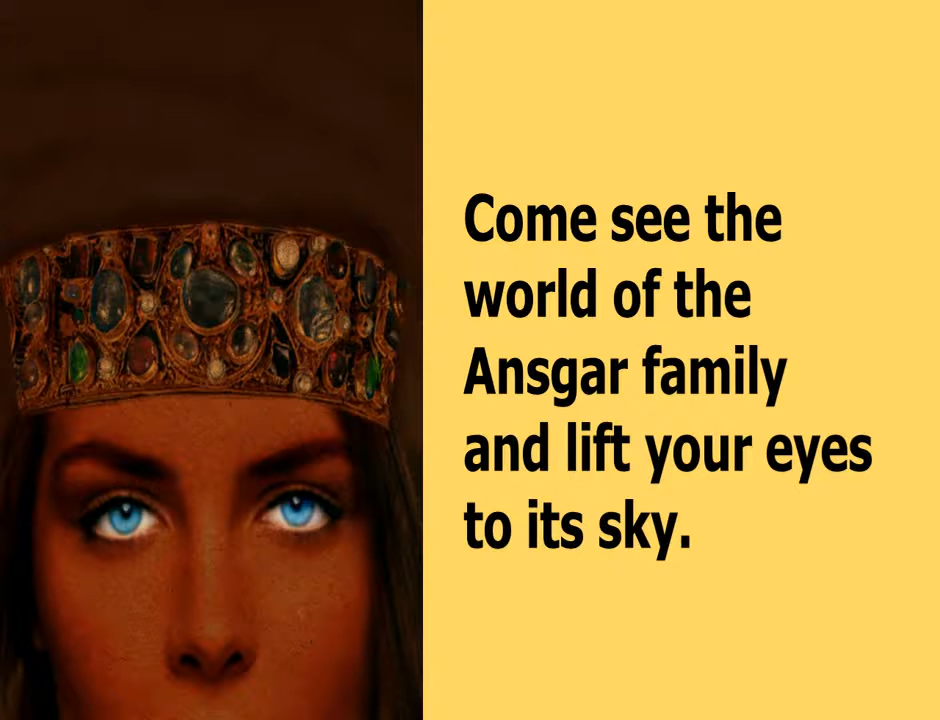 Come see the
world of the
Ansgar family
and lift your eyes
to its sky.